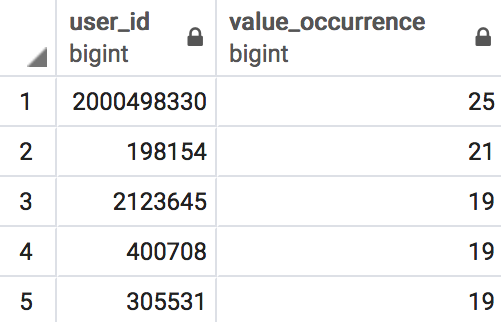 user_id value_occurrence
bigint bigint
1 2000498330 25
2 198154 21
3 2123645 19
4 400708 19
5 305531 19